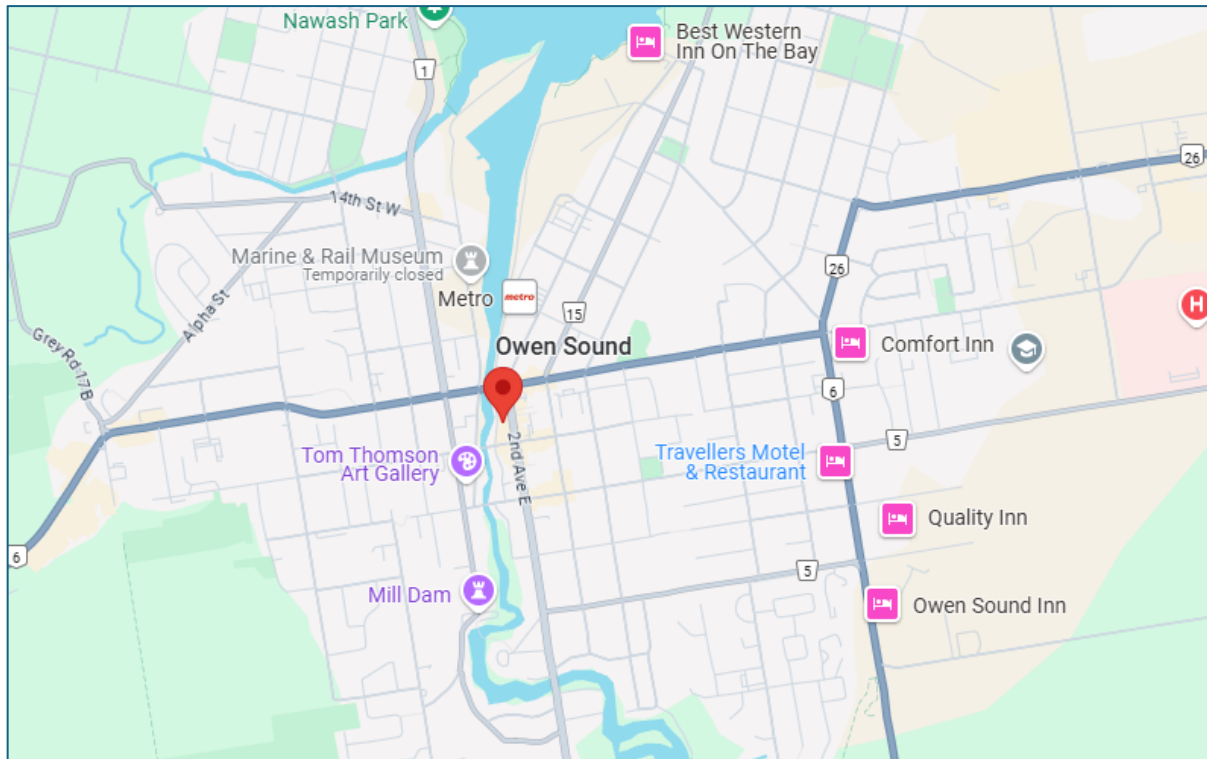 Nawash Park
Best Western
Inn On The Bay
1
26
14th St W
Marine & Rail Museum
Temporarily closed
26
Metro
metro
15
Alpha St
H
Owen Sound
Comfort Inn
Grey Rd 17B
6
5
2nd Ave E
Tom Thomson
Art Gallery
Travellers Motel
& Restaurant
Quality Inn
6
5
Mill Dam
Owen Sound Inn